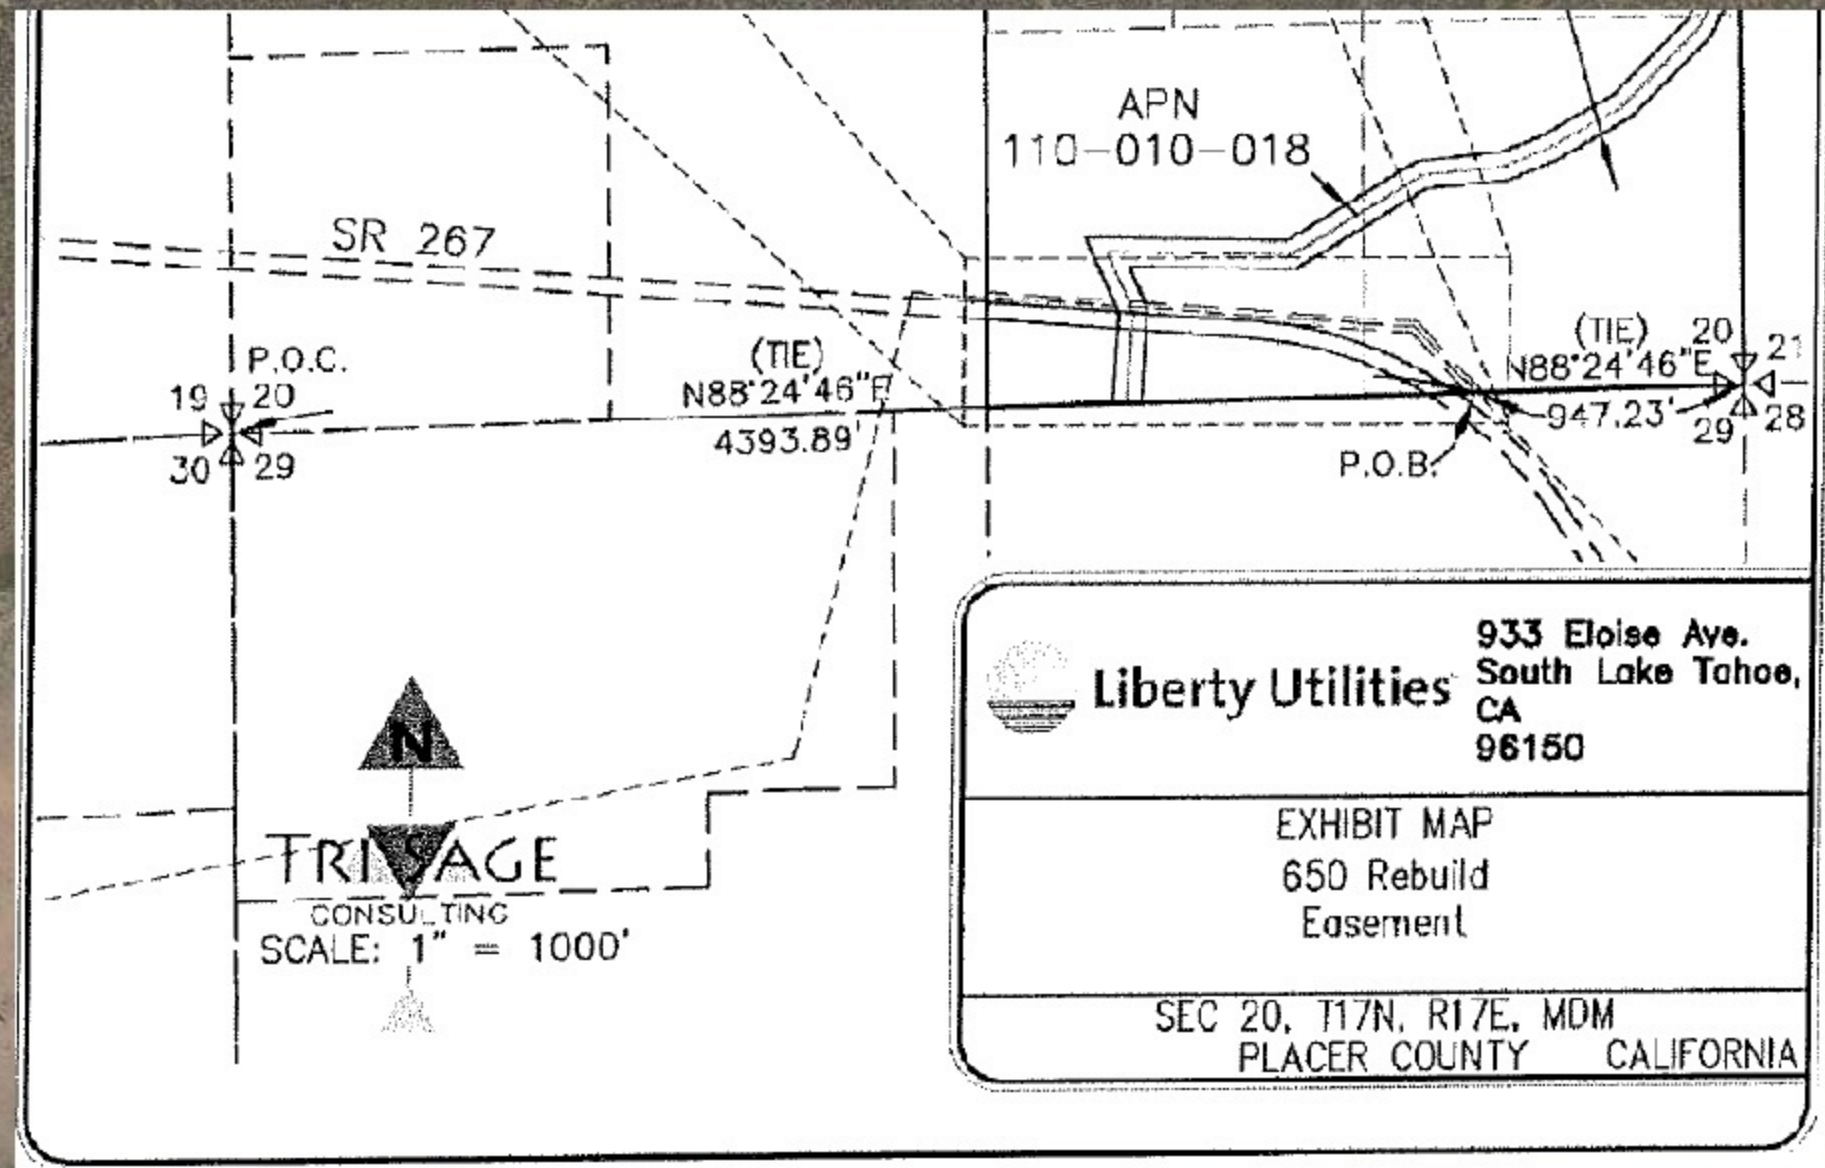 APN
110-010-018
SR 267
P.O.C.
19 20
30 29
(TIE)
N88°24'46"E
4393.89'
(TIE)
N88°24'46"E
947.23'
20 21
29 28
P.O.B.
N
TRI SAGE
CONSULTING
SCALE: 1" = 1000'
Liberty Utilities
933 Eloise Ave.
South Lake Tahoe,
CA
96150
EXHIBIT MAP
650 Rebuild
Easement
SEC 20, T17N, R17E, MDM
PLACER COUNTY CALIFORNIA